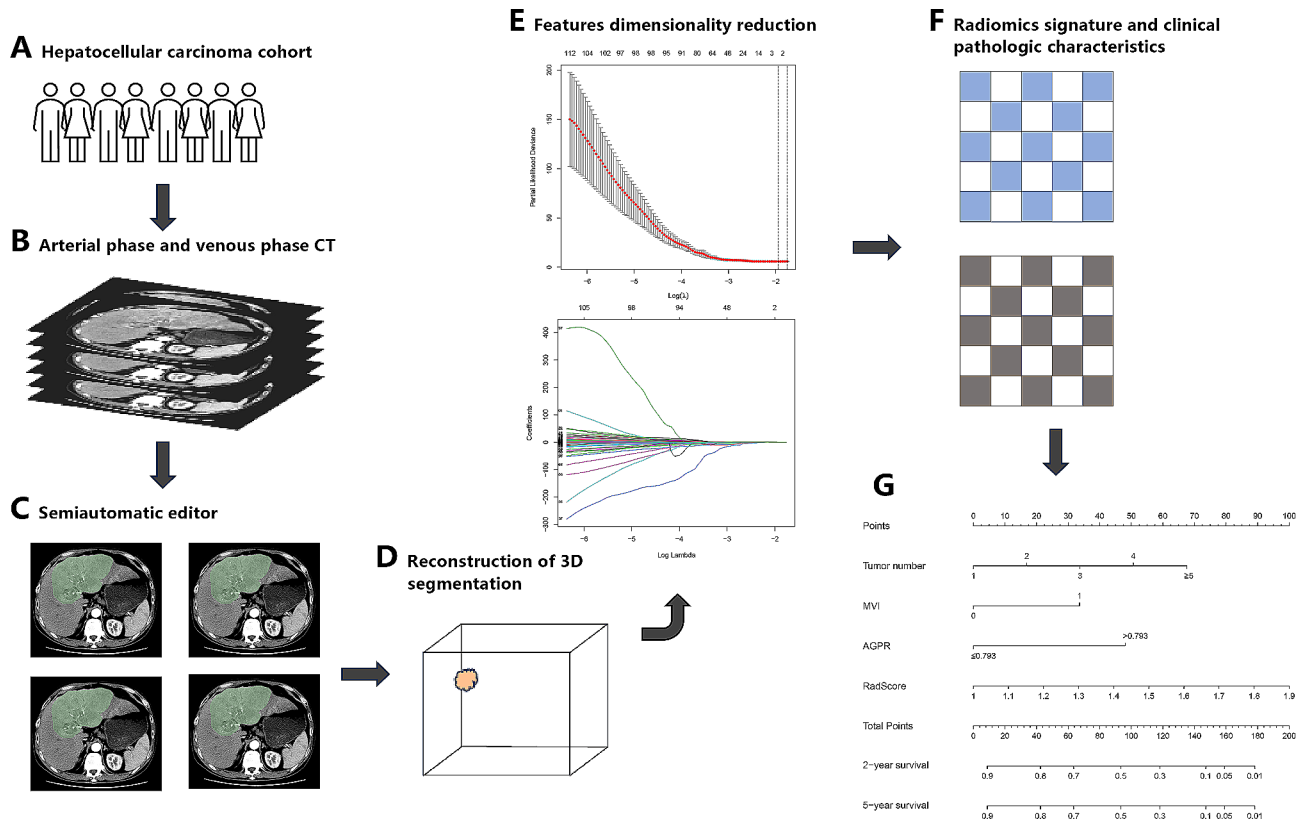 A Hepatocellular carcinoma cohort
B Arterial phase and venous phase CT
C Semiautomatic editor
D Reconstruction of 3D
segmentation
E Features dimensionality reduction
112 104 102 97 98 98 95 91 80 64 48 24 14 3 2
Partial Likelihood Deviance
200
150
100
50
0
-6 -5 -4 -3 -2
Log(λ)
105 98 94 48 2
Coefficients
400
300
200
100
0
-100
-200
-300
-6 -5 -4 -3 -2
Log Lambda
F Radiomics signature and clinical
pathologic characteristics
G
Points
0 10 20 30 40 50 60 70 80 90 100
Tumor number
2 4
1 3 ≥5
MVI
1
0
AGPR
>0.793
≤0.793
RadScore
1 1.1 1.2 1.3 1.4 1.5 1.6 1.7 1.8 1.9
Total Points
0 20 40 60 80 100 120 140 160 180 200
2-year survival
0.9 0.8 0.7 0.5 0.3 0.1 0.05 0.01
5-year survival
0.9 0.8 0.7 0.5 0.3 0.1 0.05 0.01